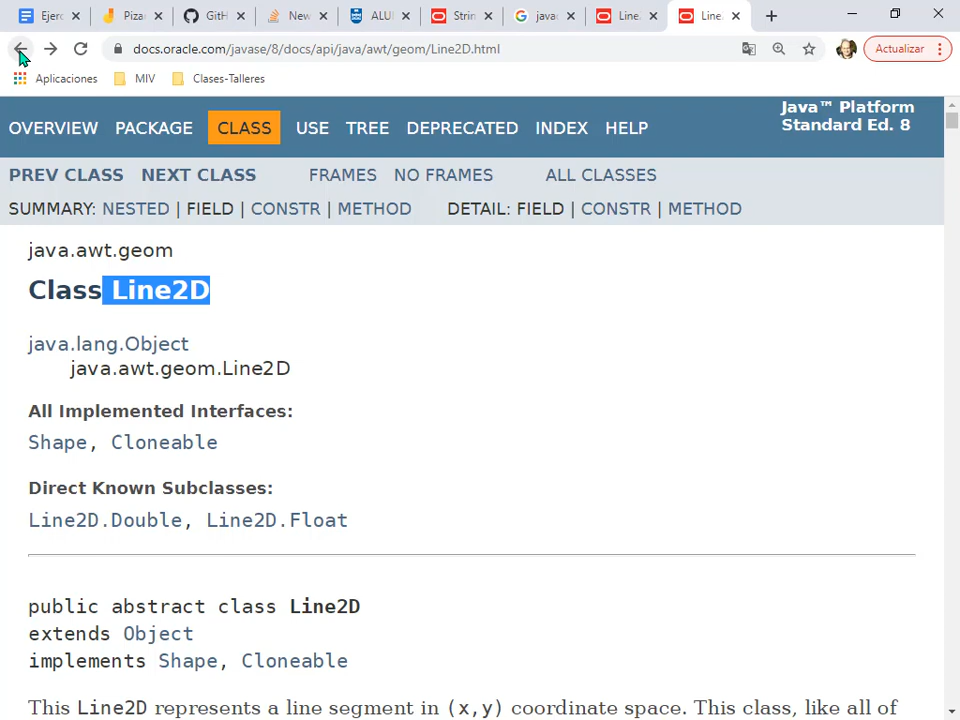 Ejerc
Piza
GitH
New
ALU
Strin
java
Line
Line
docs.oracle.com/javase/8/docs/api/java/awt/geom/Line2D.html
Actualizar
Aplicaciones MIV Clases-Talleres
Java™ Platform
Standard Ed. 8
OVERVIEW PACKAGE CLASS USE TREE DEPRECATED INDEX HELP
PREV CLASS NEXT CLASS FRAMES NO FRAMES ALL CLASSES
SUMMARY: NESTED | FIELD | CONSTR | METHOD DETAIL: FIELD | CONSTR | METHOD
java.awt.geom
Class Line2D
java.lang.Object
java.awt.geom.Line2D
All Implemented Interfaces:
Shape, Cloneable
Direct Known Subclasses:
Line2D.Double, Line2D.Float
public abstract class Line2D
extends Object
implements Shape, Cloneable
This Line2D represents a line segment in (x,y) coordinate space. This class, like all of